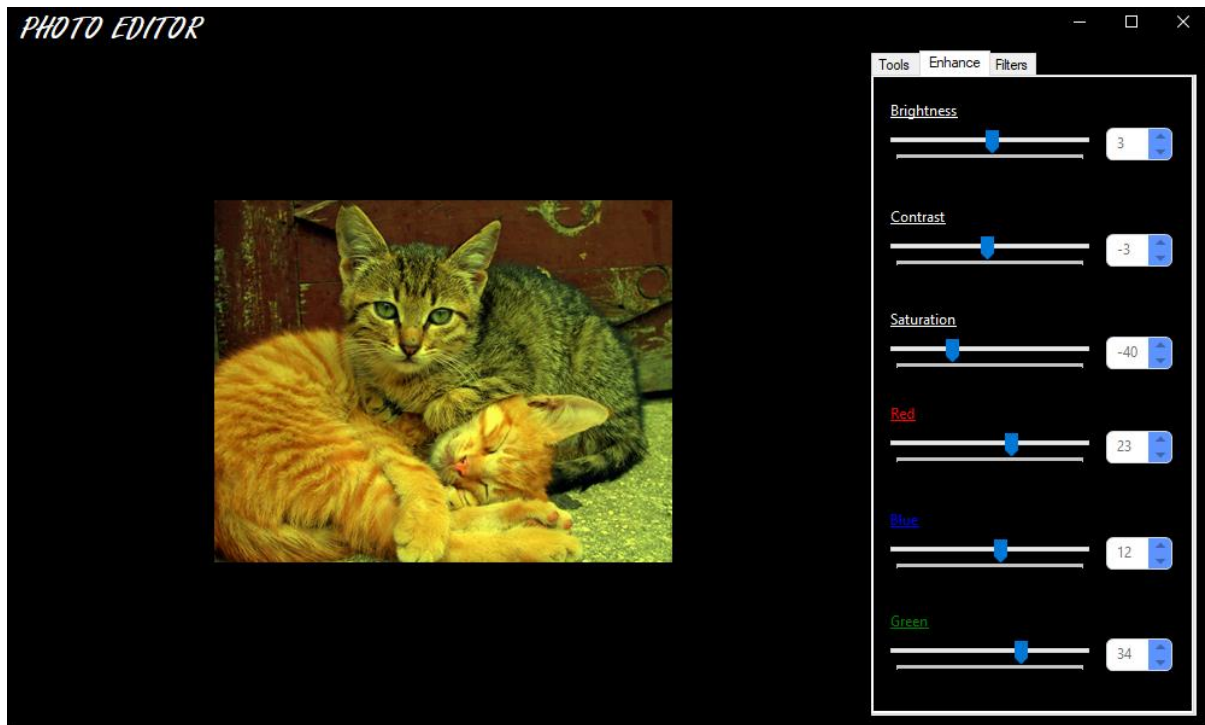 PHOTO EDITOR
Tools Enhance Filters
Brightness
3
Contrast
-3
Saturation
-40
Red
23
Blue
12
Green
34